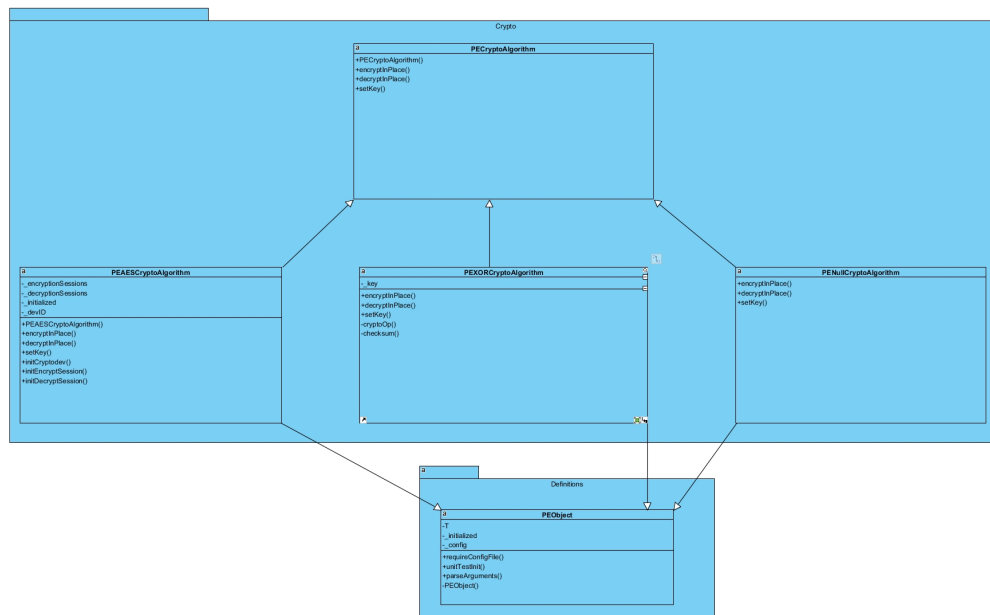 Crypto
a
PECryptoAlgorithm
+PECryptoAlgorithm()
+encryptInPlace()
+decryptInPlace()
+setKey()
a
PEAESCryptoAlgorithm
-_encryptionSessions
-_decryptionSessions
-_initialized
-_devIO
+PEAESCryptoAlgorithm()
+encryptInPlace()
+decryptInPlace()
+setKey()
+initCryptodev()
+initEncryptSession()
+initDecryptSession()
a
PEXORCryptoAlgorithm
-_key
+encryptInPlace()
+decryptInPlace()
+setKey()
-cryptoOp()
-checksum()
a
PENullCryptoAlgorithm
+encryptInPlace()
+decryptInPlace()
+setKey()
a
Definitions
a
PEObject
-T
-_initialized
-_config
+requireConfigFile()
+unitTestInit()
+parseArguments()
-PEObject()